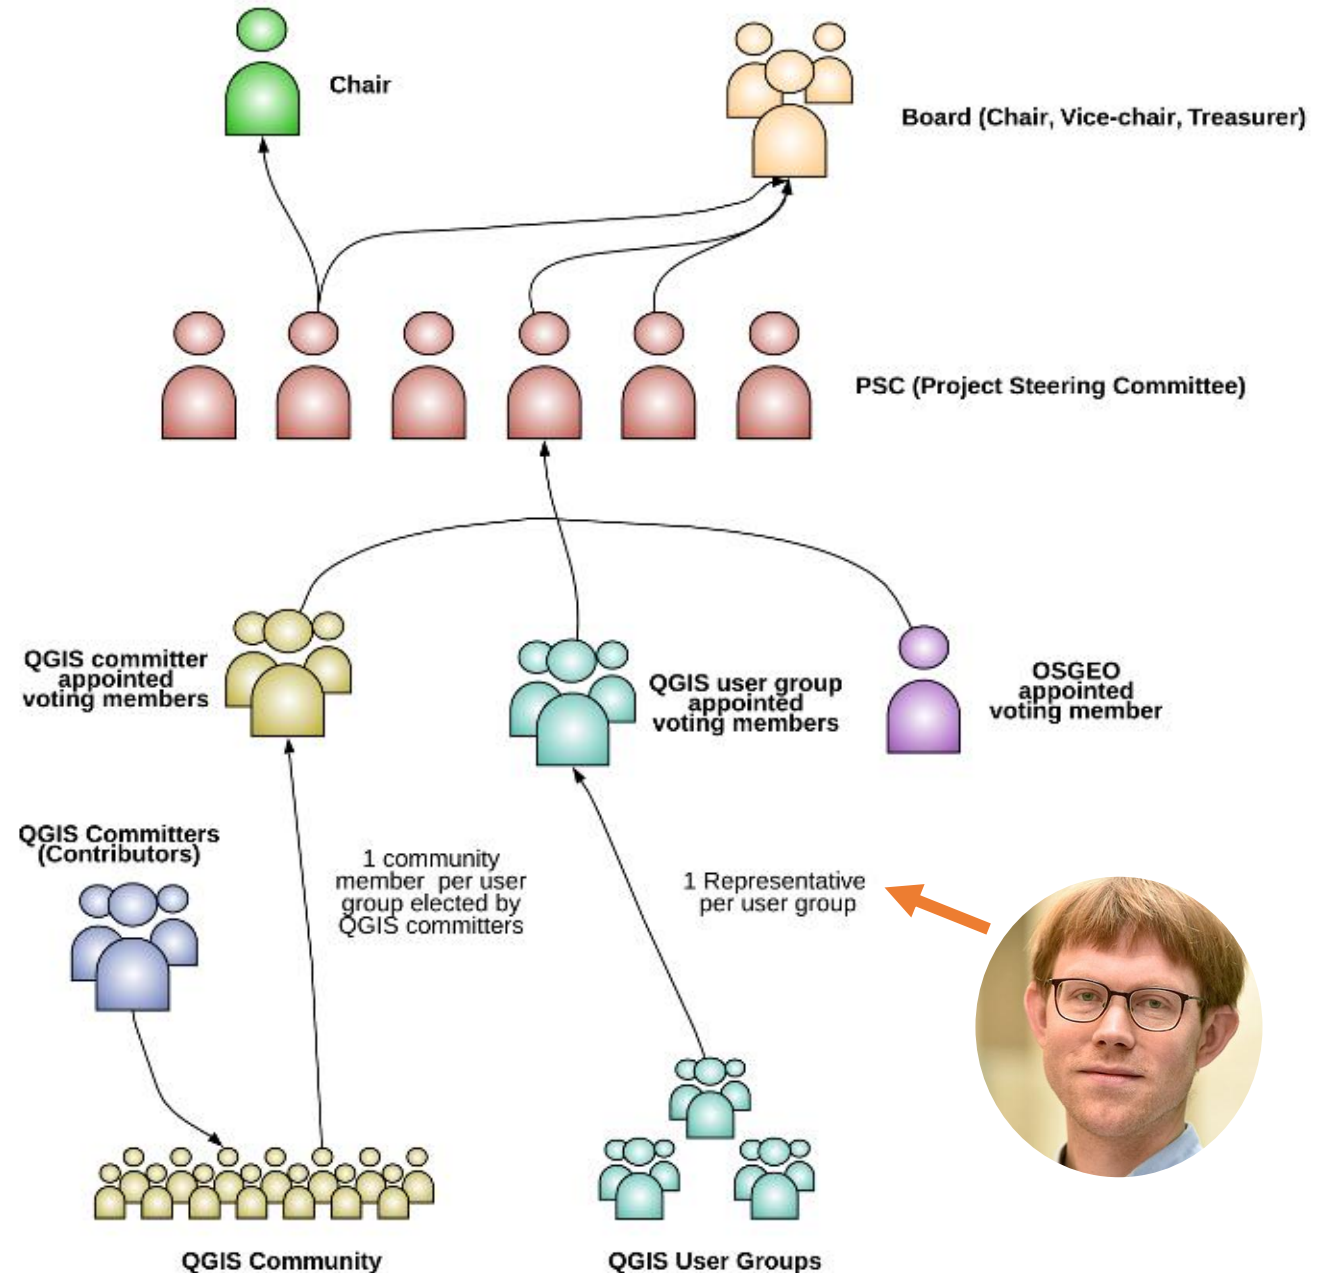 Chair
Board (Chair, Vice-chair, Treasurer)
PSC (Project Steering Committee)
QGIS committer
appointed
voting members
QGIS user group
appointed
voting members
OSGEO
appointed
voting member
QGIS Committers
(Contributors)
1 community
member per user
group elected by
QGIS committers
1 Representative
per user group
QGIS Community
QGIS User Groups